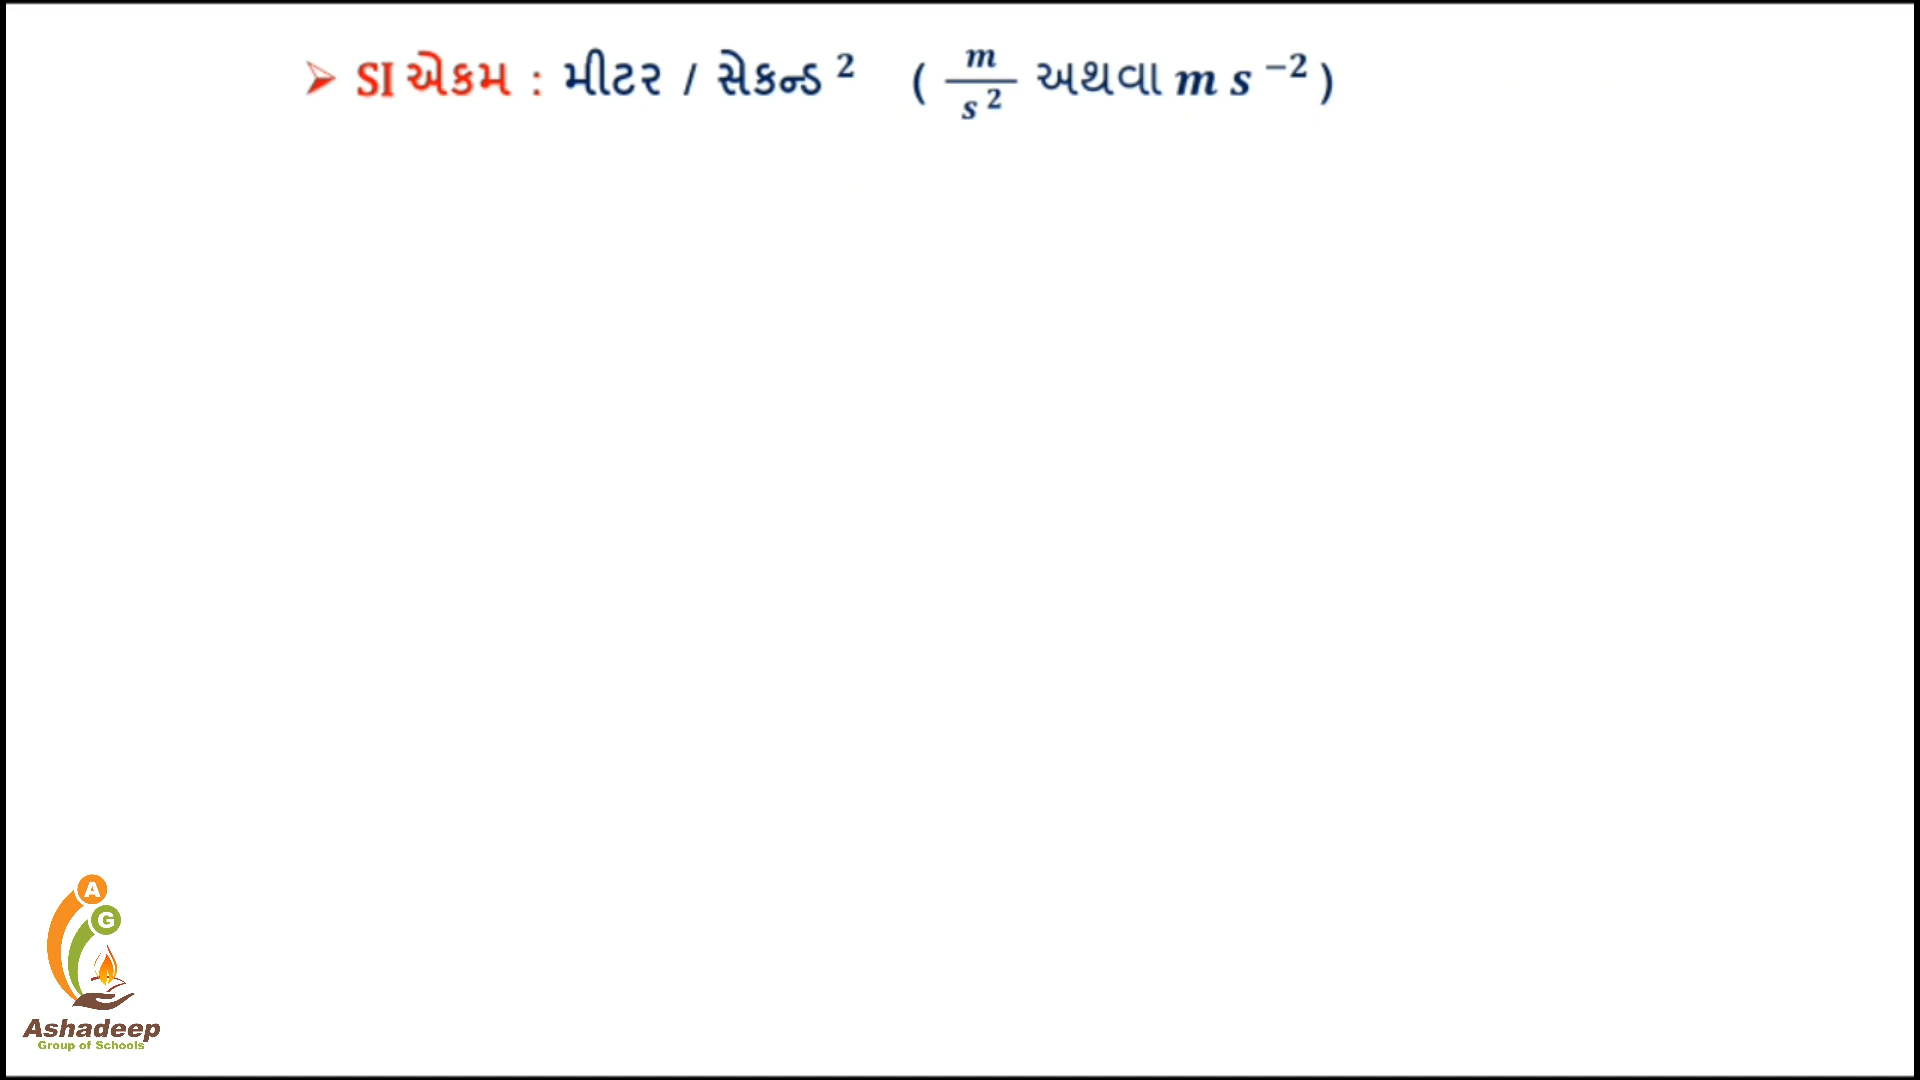 ➢ SI એકમ : મીટર / સેકન્ડ ² ( m/s² અથવા m s ⁻² )
A
G
Ashadeep
Group of Schools